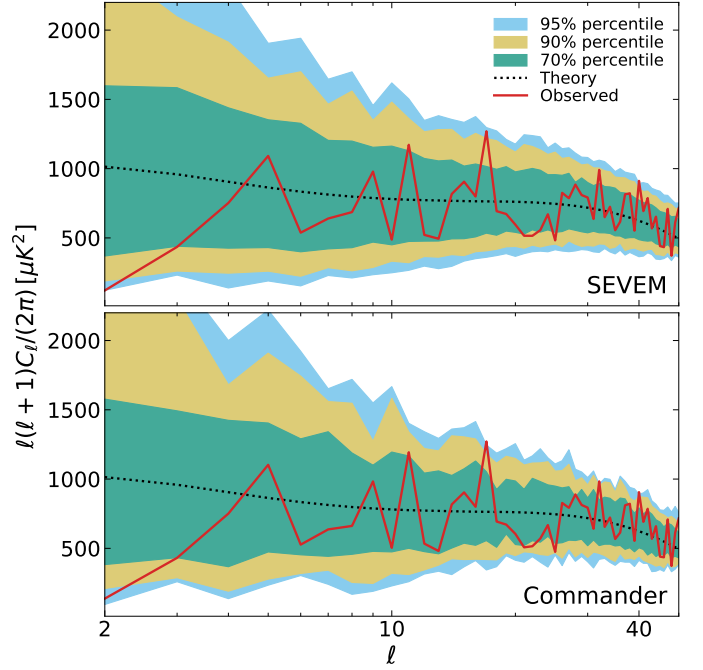 2000
1500
1000
500
95% percentile
90% percentile
70% percentile
Theory
Observed
SEVEM
ℓ(ℓ + 1)Cℓ/(2π) [μK²]
2000
1500
1000
500
Commander
2
10
40
ℓ